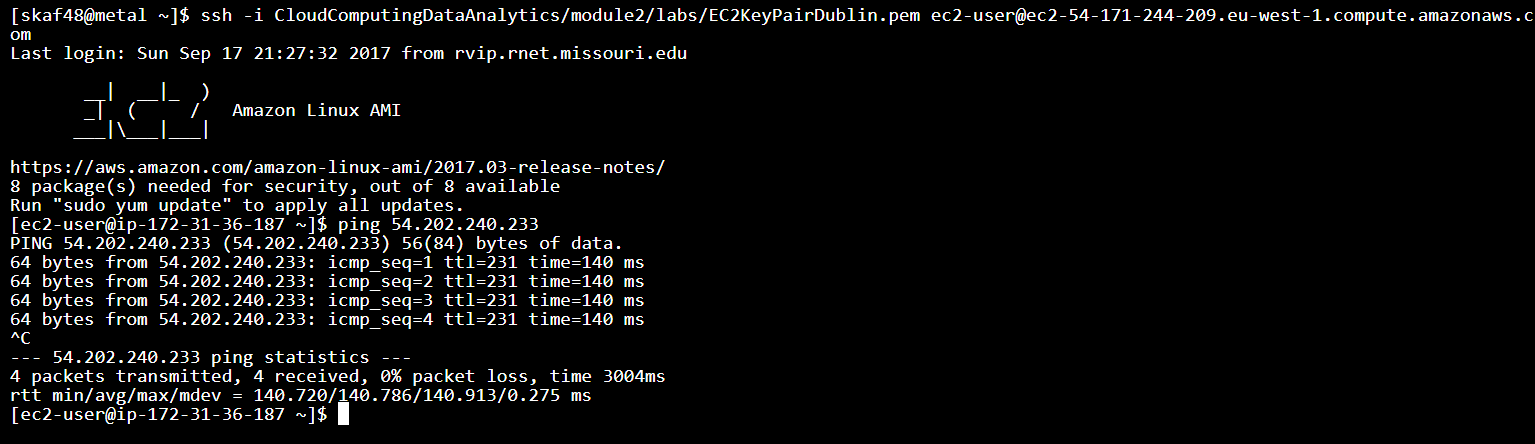 [skaf48@metal ~]$ ssh -i CloudComputingDataAnalytics/module2/labs/EC2KeyPairDublin.pem ec2-user@ec2-54-171-244-209.eu-west-1.compute.amazonaws.c
om
Last login: Sun Sep 17 21:27:32 2017 from rvip.rnet.missouri.edu

       __|  __|_  )
       _|  (     /   Amazon Linux AMI
      ___|\___|___|

https://aws.amazon.com/amazon-linux-ami/2017.03-release-notes/
8 package(s) needed for security, out of 8 available
Run "sudo yum update" to apply all updates.
[ec2-user@ip-172-31-36-187 ~]$ ping 54.202.240.233
PING 54.202.240.233 (54.202.240.233) 56(84) bytes of data.
64 bytes from 54.202.240.233: icmp_seq=1 ttl=231 time=140 ms
64 bytes from 54.202.240.233: icmp_seq=2 ttl=231 time=140 ms
64 bytes from 54.202.240.233: icmp_seq=3 ttl=231 time=140 ms
64 bytes from 54.202.240.233: icmp_seq=4 ttl=231 time=140 ms
^C
--- 54.202.240.233 ping statistics ---
4 packets transmitted, 4 received, 0% packet loss, time 3004ms
rtt min/avg/max/mdev = 140.720/140.786/140.913/0.275 ms
[ec2-user@ip-172-31-36-187 ~]$